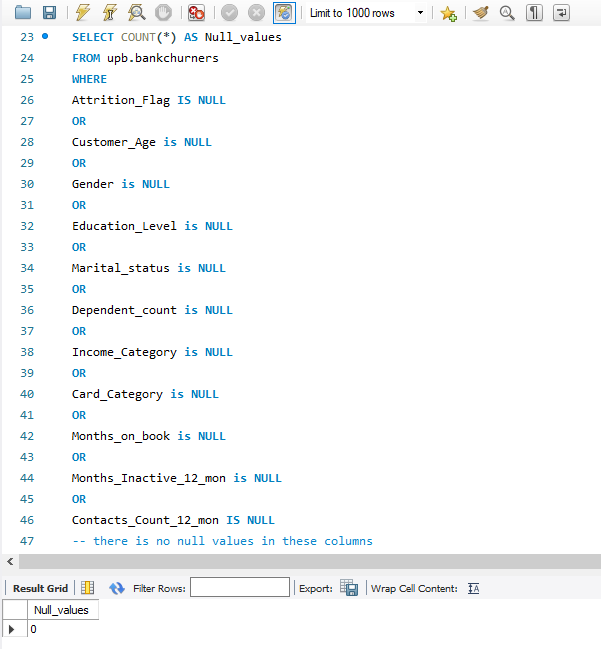 Limit to 1000 rows
23 SELECT COUNT(*) AS Null_values
24 FROM upb.bankchurners
25 WHERE
26 Attrition_Flag IS NULL
27 OR
28 Customer_Age is NULL
29 OR
30 Gender is NULL
31 OR
32 Education_Level is NULL
33 OR
34 Marital_status is NULL
35 OR
36 Dependent_count is NULL
37 OR
38 Income_Category is NULL
39 OR
40 Card_Category is NULL
41 OR
42 Months_on_book is NULL
43 OR
44 Months_Inactive_12_mon is NULL
45 OR
46 Contacts_Count_12_mon IS NULL
47 -- there is no null values in these columns
Result Grid Filter Rows: Export: Wrap Cell Content:
Null_values
0